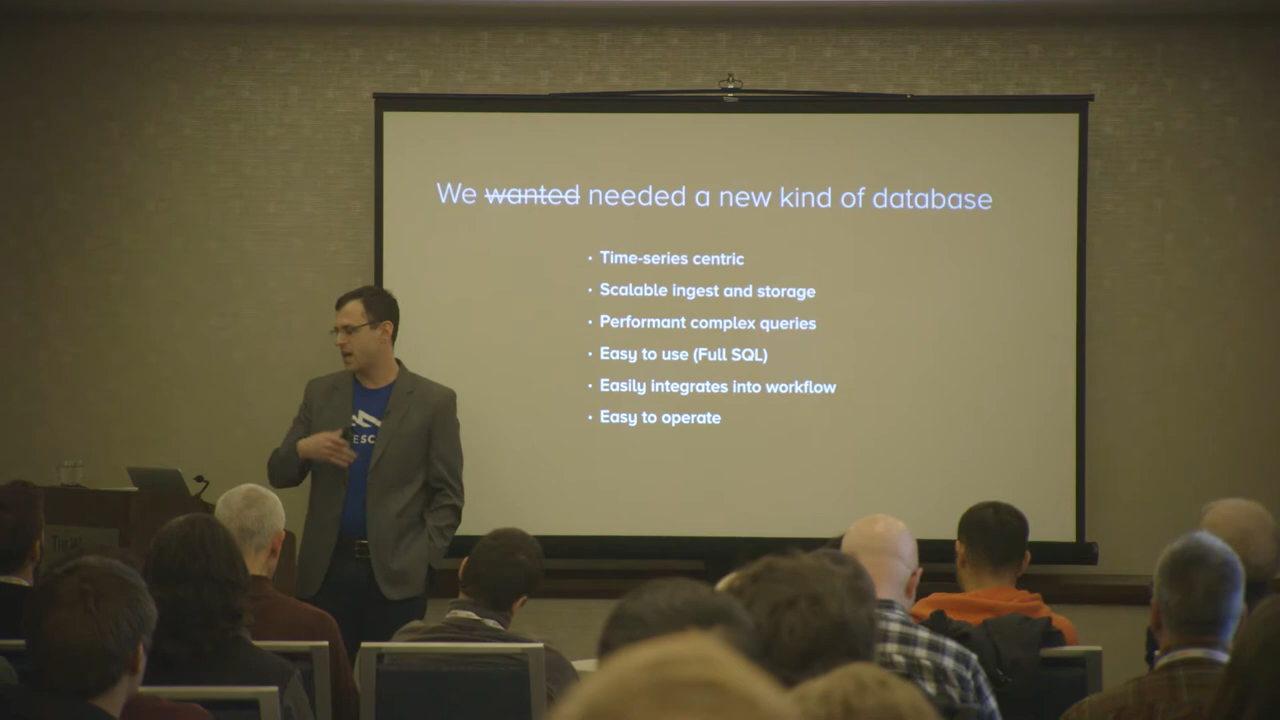 We wanted needed a new kind of database
• Time-series centric
• Scalable ingest and storage
• Performant complex queries
• Easy to use (Full SQL)
• Easily integrates into workflow
• Easy to operate
ESC